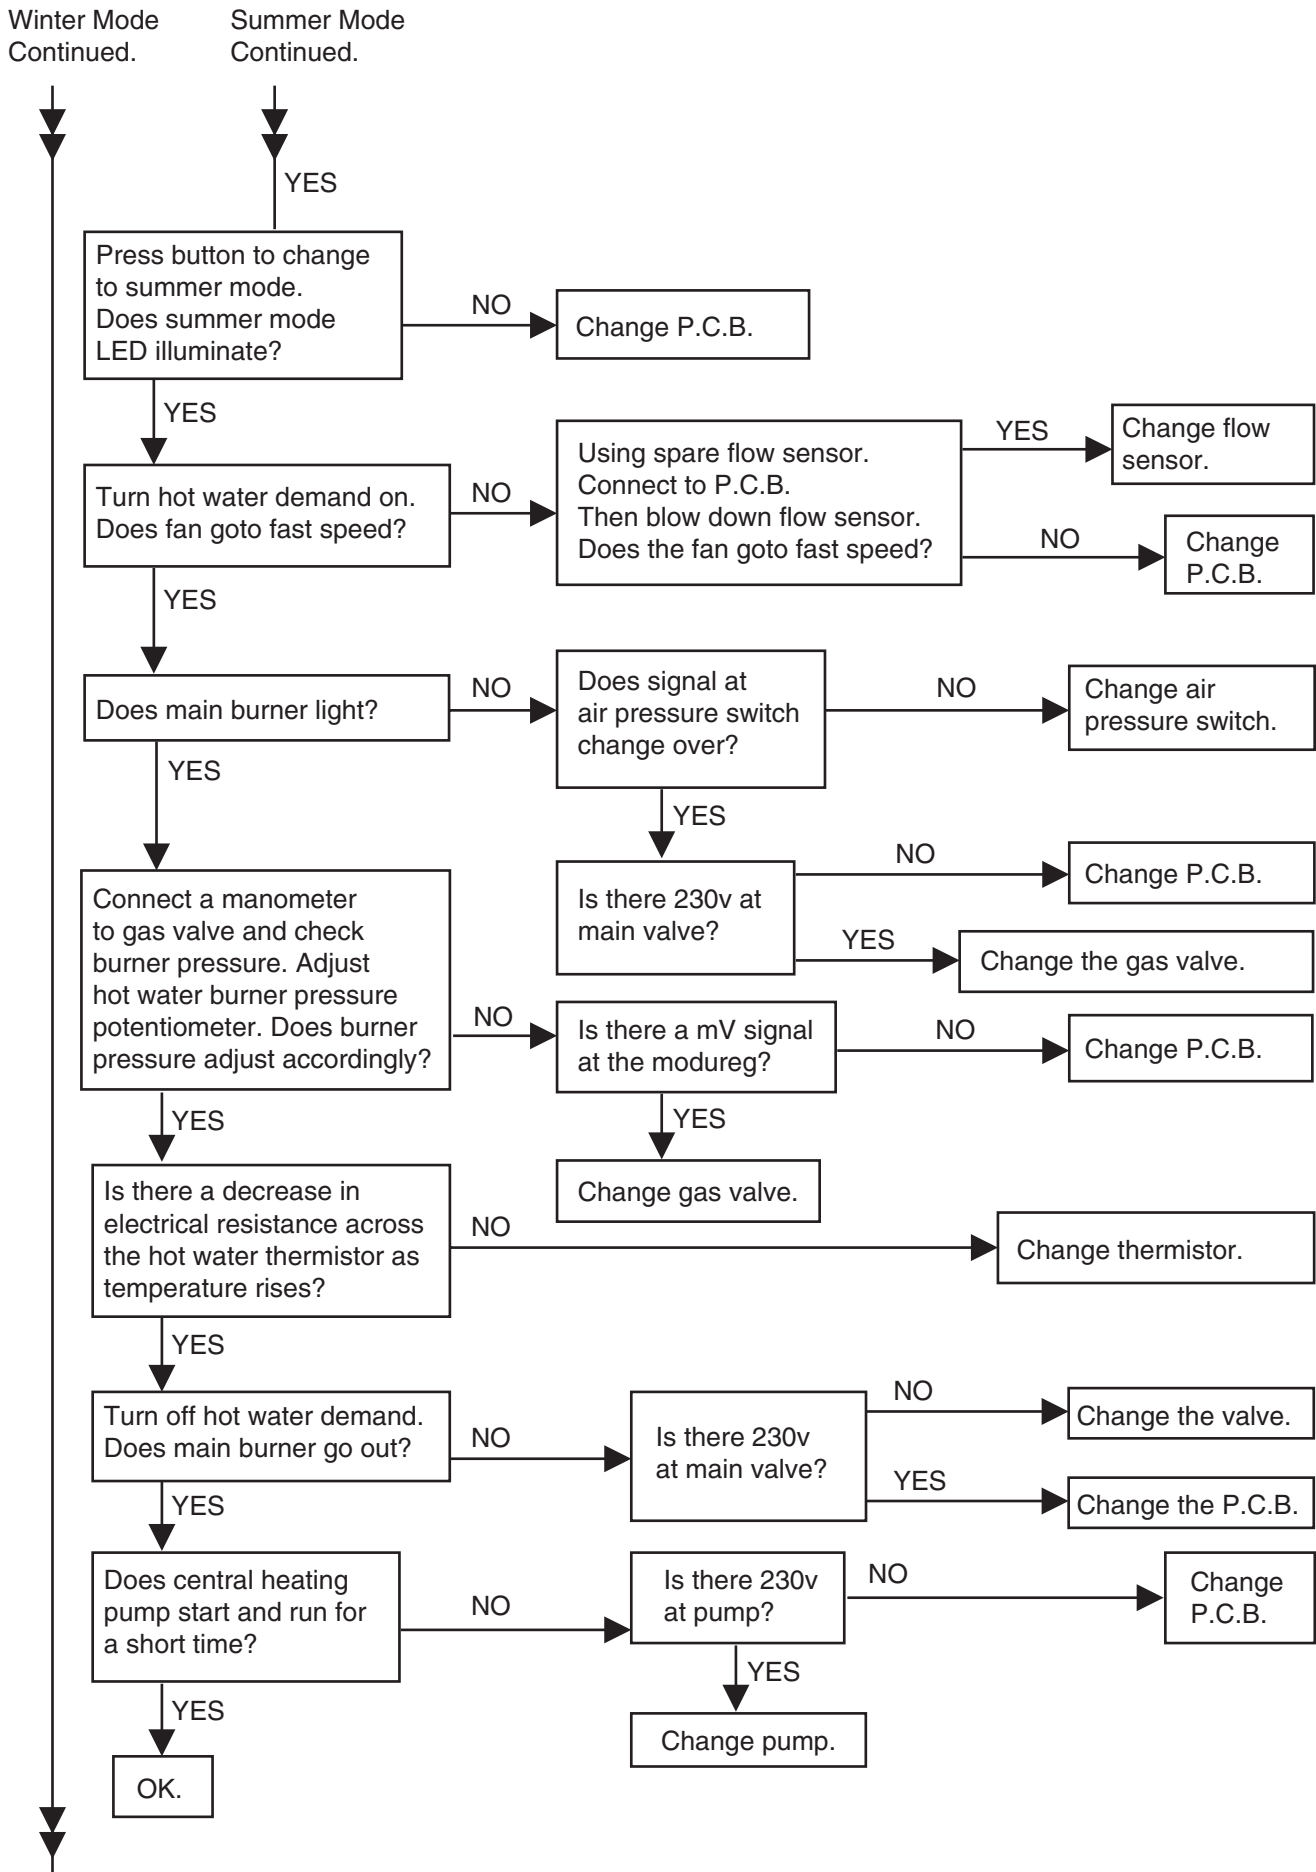 Winter Mode
Continued.
Summer Mode
Continued.
YES
Press button to change
to summer mode.
Does summer mode
LED illuminate?
NO
Change P.C.B.
YES
Turn hot water demand on.
Does fan goto fast speed?
NO
Using spare flow sensor.
Connect to P.C.B.
Then blow down flow sensor.
Does the fan goto fast speed?
YES
Change flow
sensor.
NO
Change
P.C.B.
YES
Does main burner light?
NO
Does signal at
air pressure switch
change over?
NO
Change air
pressure switch.
YES
YES
Is there 230v at
main valve?
NO
Change P.C.B.
YES
Change the gas valve.
Connect a manometer
to gas valve and check
burner pressure. Adjust
hot water burner pressure
potentiometer. Does burner
pressure adjust accordingly?
NO
Is there a mV signal
at the modureg?
NO
Change P.C.B.
YES
Change gas valve.
YES
Is there a decrease in
electrical resistance across
the hot water thermistor as
temperature rises?
NO
Change thermistor.
YES
Turn off hot water demand.
Does main burner go out?
NO
Is there 230v
at main valve?
NO
Change the valve.
YES
Change the P.C.B.
YES
Does central heating
pump start and run for
a short time?
NO
Is there 230v
at pump?
NO
Change
P.C.B.
YES
Change pump.
YES
OK.